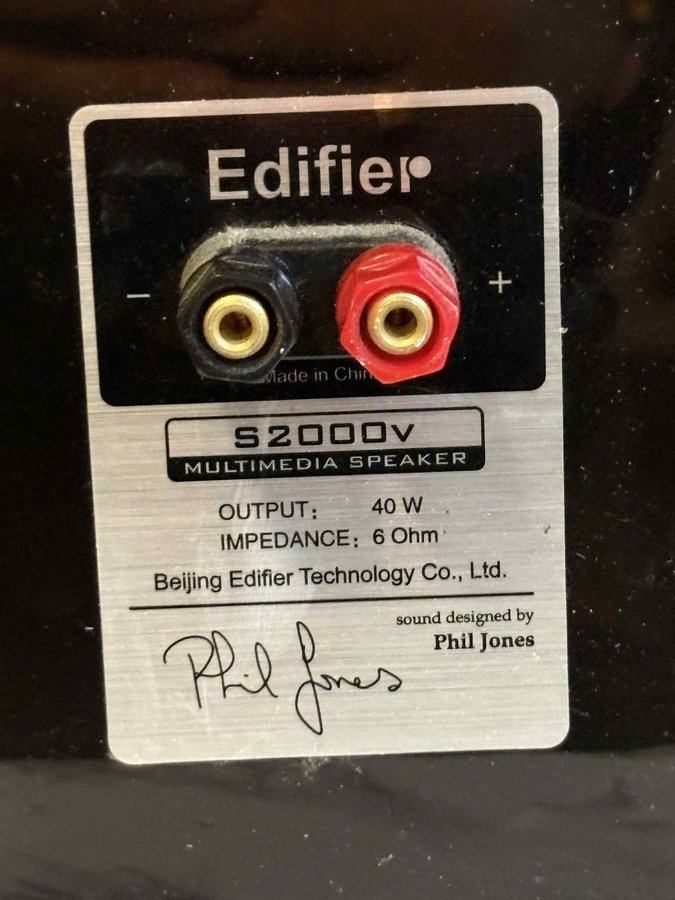 Edifier
− +
Made in Chin
S2000V
MULTIMEDIA SPEAKER
OUTPUT: 40 W
IMPEDANCE: 6 Ohm
Beijing Edifier Technology Co., Ltd.
sound designed by
Phil Jones
Phil Jones